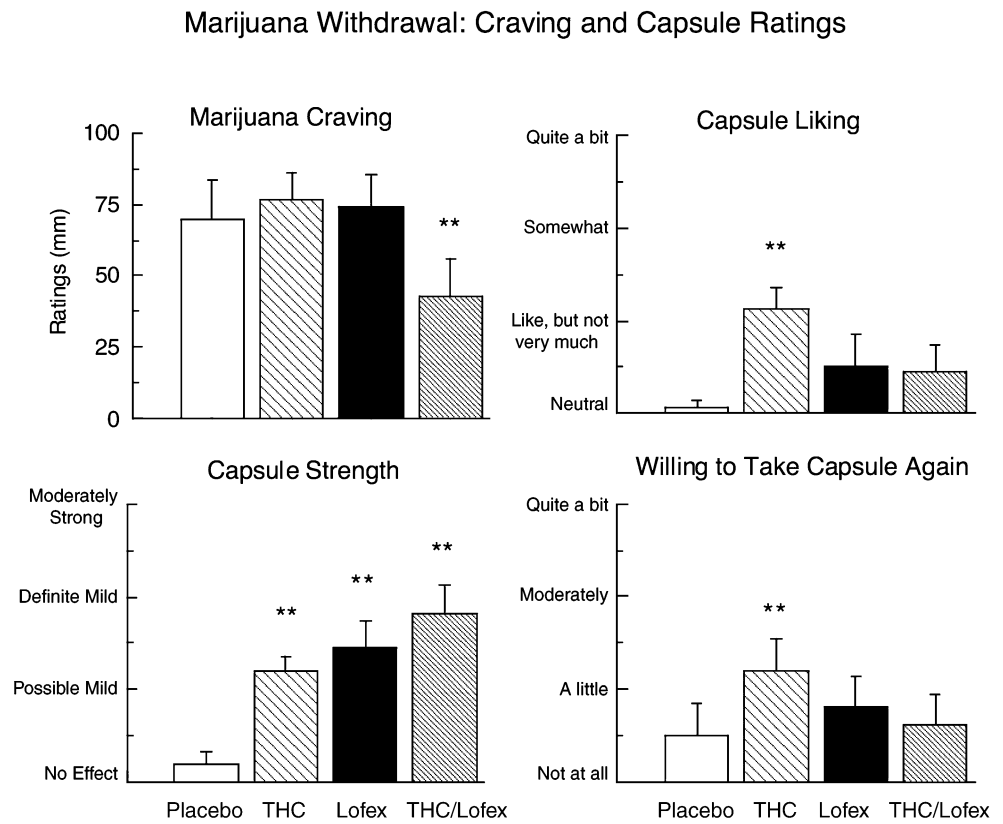 Marijuana Withdrawal: Craving and Capsule Ratings
Marijuana Craving
100
75
50
25
0
Ratings (mm)
**
Capsule Liking
Quite a bit
Somewhat
Like, but not
very much
Neutral
**
Capsule Strength
Moderately
Strong
Definite Mild
Possible Mild
No Effect
**
**
**
Placebo THC Lofex THC/Lofex
Willing to Take Capsule Again
Quite a bit
Moderately
A little
Not at all
**
Placebo THC Lofex THC/Lofex